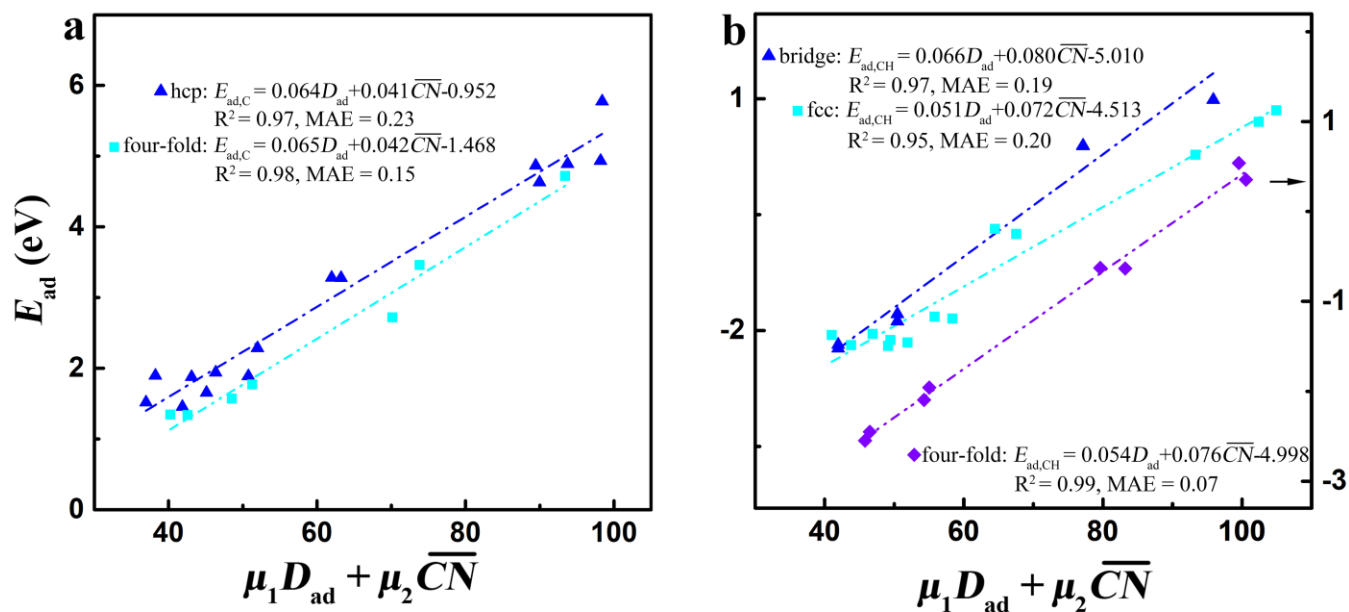 a
hcp: E_ad,C = 0.064D_ad+0.041C̅N̅-0.952
R² = 0.97, MAE = 0.23
four-fold: E_ad,C = 0.065D_ad+0.042C̅N̅-1.468
R² = 0.98, MAE = 0.15
E_ad (eV)
6
4
2
0
40
60
80
100
μ₁D_ad + μ₂C̅N̅
b
bridge: E_ad,CH = 0.066D_ad+0.080C̅N̅-5.010
R² = 0.97, MAE = 0.19
fcc: E_ad,CH = 0.051D_ad+0.072C̅N̅-4.513
R² = 0.95, MAE = 0.20
four-fold: E_ad,CH = 0.054D_ad+0.076C̅N̅-4.998
R² = 0.99, MAE = 0.07
-1
-2
1
-1
-3
40
60
80
100
μ₁D_ad + μ₂C̅N̅